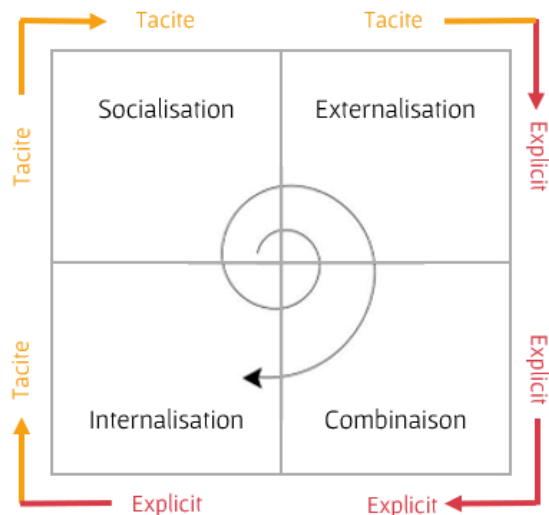 Tacite
Tacite
Tacite
Socialisation
Externalisation
Explicit
Tacite
Explicit
Internalisation
Combinaison
Explicit
Explicit